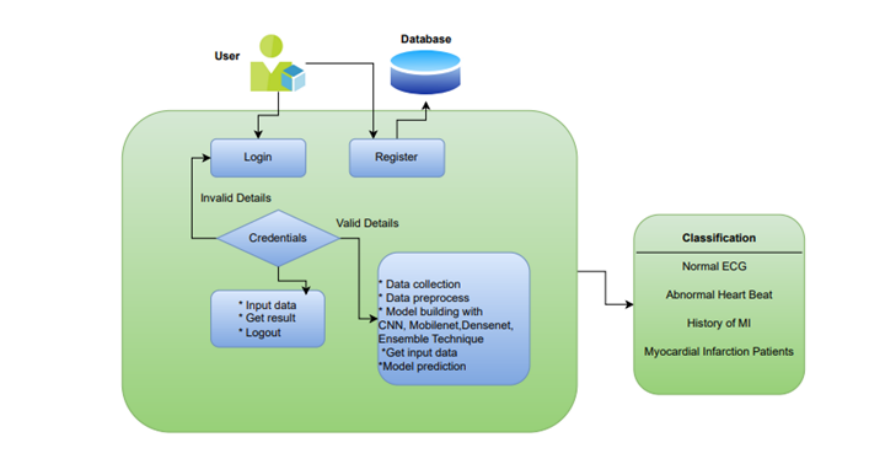 Database
User
Login
Register
Invalid Details
Valid Details
Credentials
* Input data
* Get result
* Logout
* Data collection
* Data preprocess
* Model building with
CNN, Mobilenet,Densenet,
Ensemble Technique
*Get input data
*Model prediction
Classification
Normal ECG
Abnormal Heart Beat
History of MI
Myocardial Infarction Patients